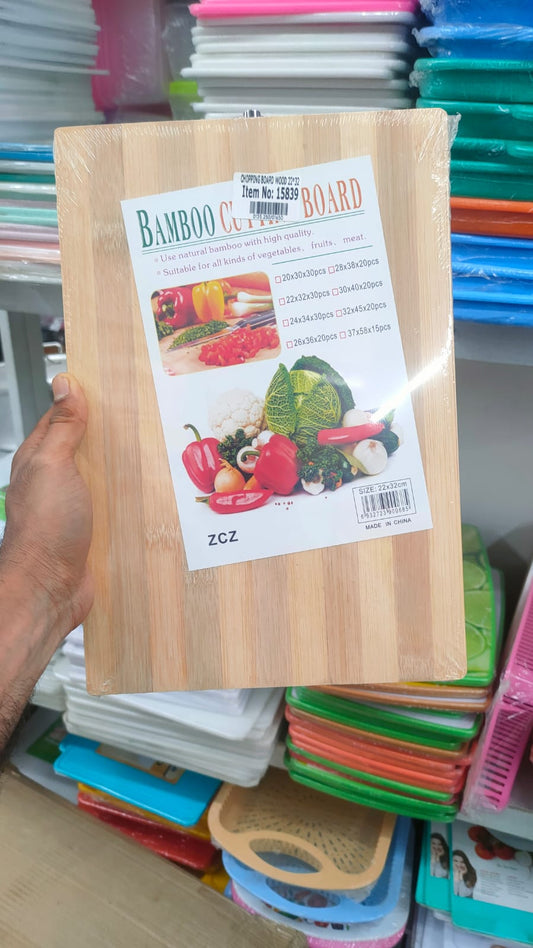 CHOPPING BOARD WOOD 22*32
Item No: 15839
BAMBOO CUTTING BOARD
Use natural bamboo with high quality.
Suitable for all kinds of vegetables, fruits, meat.
20x30x30pcs 28x38x20pcs
22x32x30pcs 30x40x20pcs
24x34x30pcs 32x45x20pcs
26x36x20pcs 37x58x15pcs
SIZE: 22x32cm
MADE IN CHINA
ZCZ